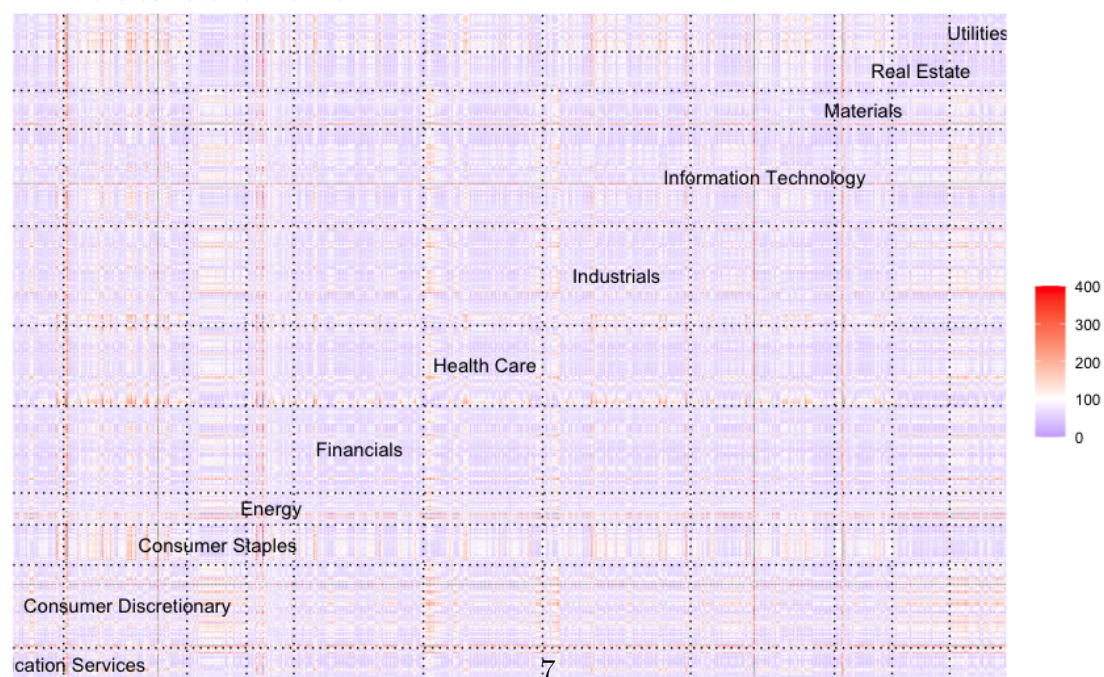 Utilities
Real Estate
Materials
Information Technology
Industrials
400
300
200
100
0
Health Care
Financials
Energy
Consumer Staples
Consumer Discretionary
cation Services
7